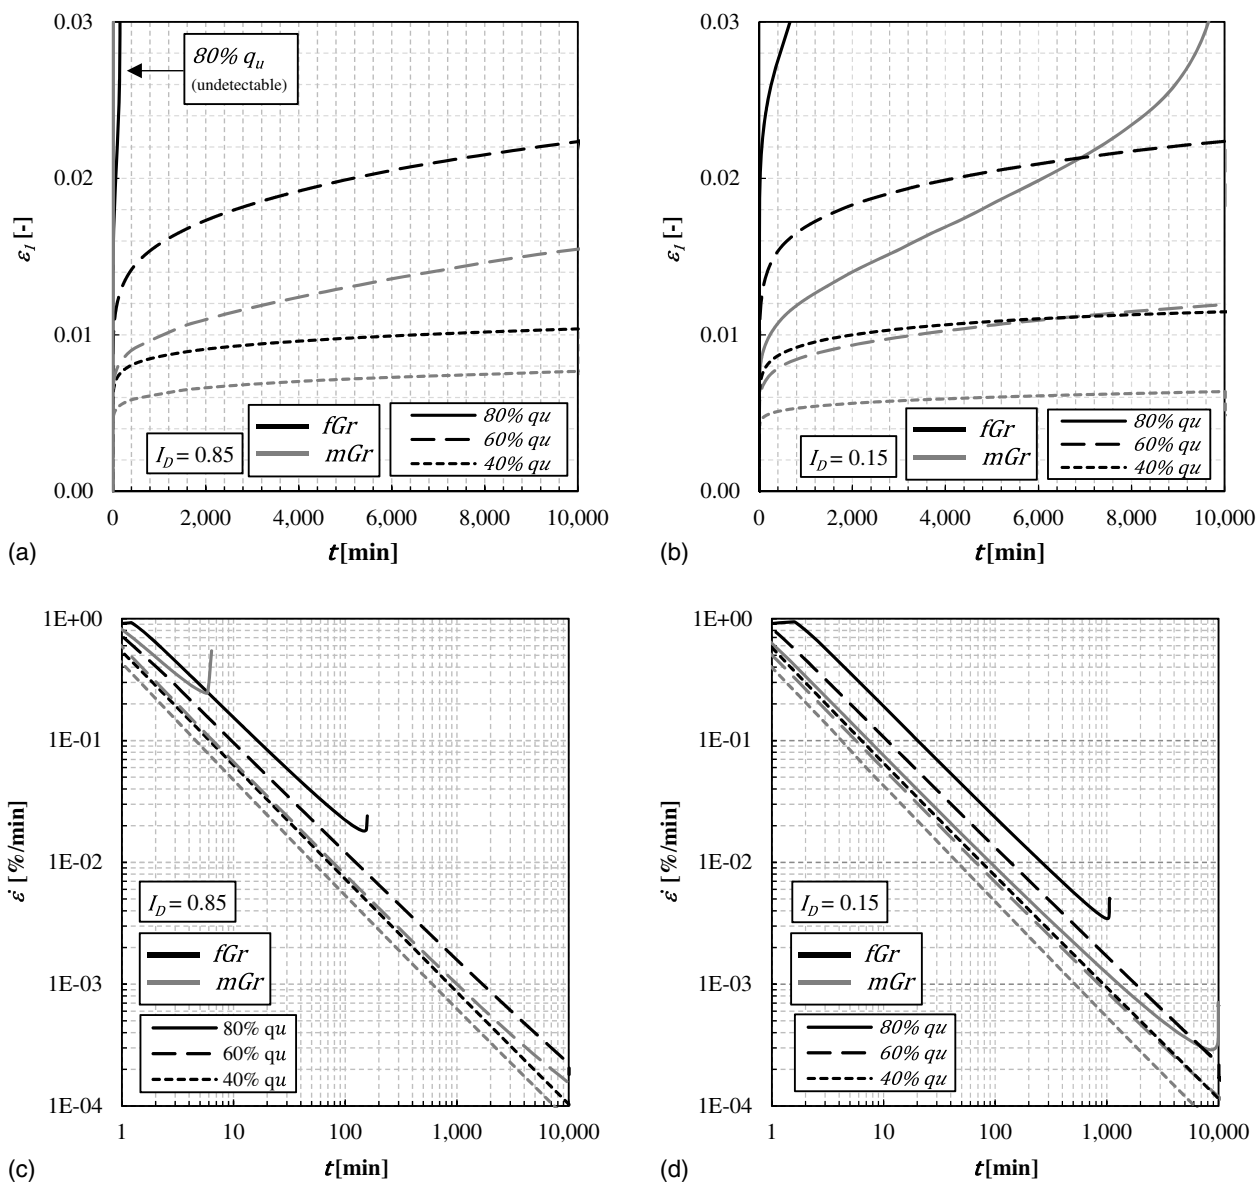 0.03
0.02
0.01
0.00
ε₁ [-]
80% qᵤ
(undetectable)
I_D = 0.85
fGr
mGr
80% qu
60% qu
40% qu
0 2,000 4,000 6,000 8,000 10,000
(a)
t [min]
0.03
0.02
0.01
0.00
ε₁ [-]
I_D = 0.15
fGr
mGr
80% qu
60% qu
40% qu
0 2,000 4,000 6,000 8,000 10,000
(b)
t [min]
1E+00
1E-01
1E-02
1E-03
1E-04
ε̇ [%/min]
I_D = 0.85
fGr
mGr
80% qu
60% qu
40% qu
1 10 100 1,000 10,000
(c)
t [min]
1E+00
1E-01
1E-02
1E-03
1E-04
ε̇ [%/min]
I_D = 0.15
fGr
mGr
80% qu
60% qu
40% qu
1 10 100 1,000 10,000
(d)
t [min]